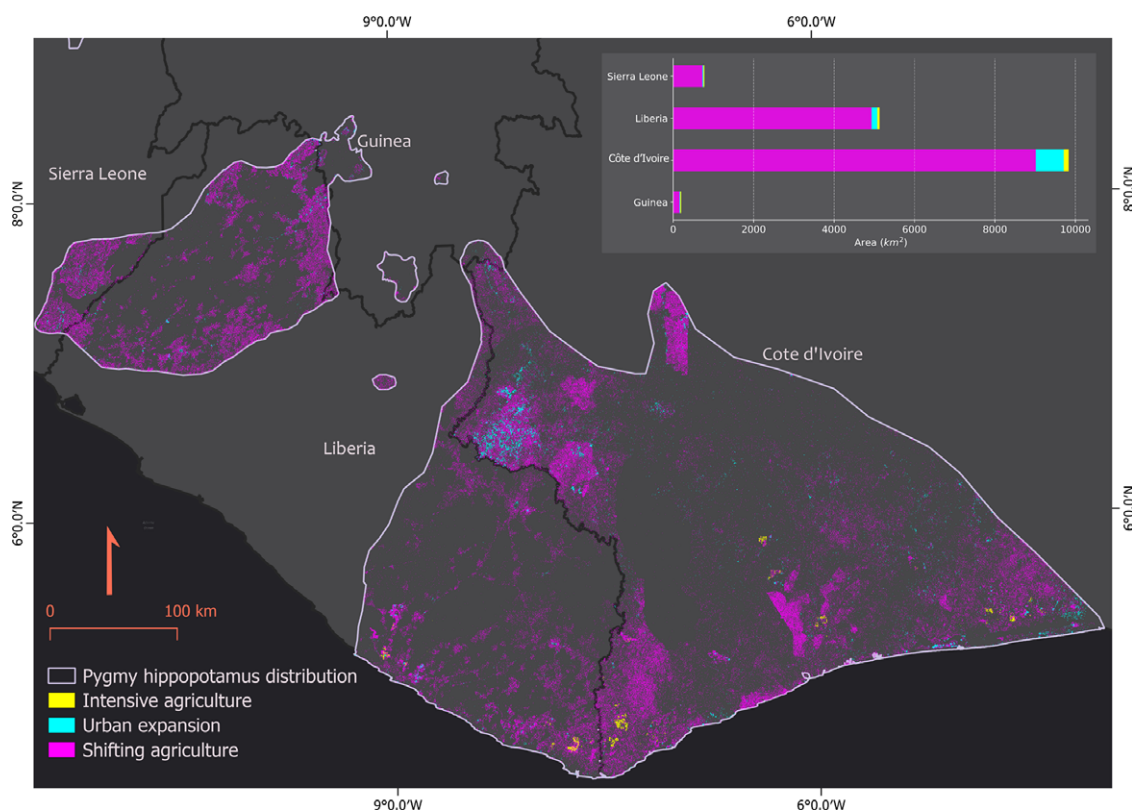 9°0.0'W 6°0.0'W
Sierra Leone
Liberia
Côte d'Ivoire
Guinea
0 2000 4000 6000 8000 10000
Area (km²)
Guinea
Sierra Leone
8°0.0'N 8°0.0'N
Cote d'Ivoire
Liberia
6°0.0'N 6°0.0'N
0 100 km
Pygmy hippopotamus distribution
Intensive agriculture
Urban expansion
Shifting agriculture
9°0.0'W 6°0.0'W